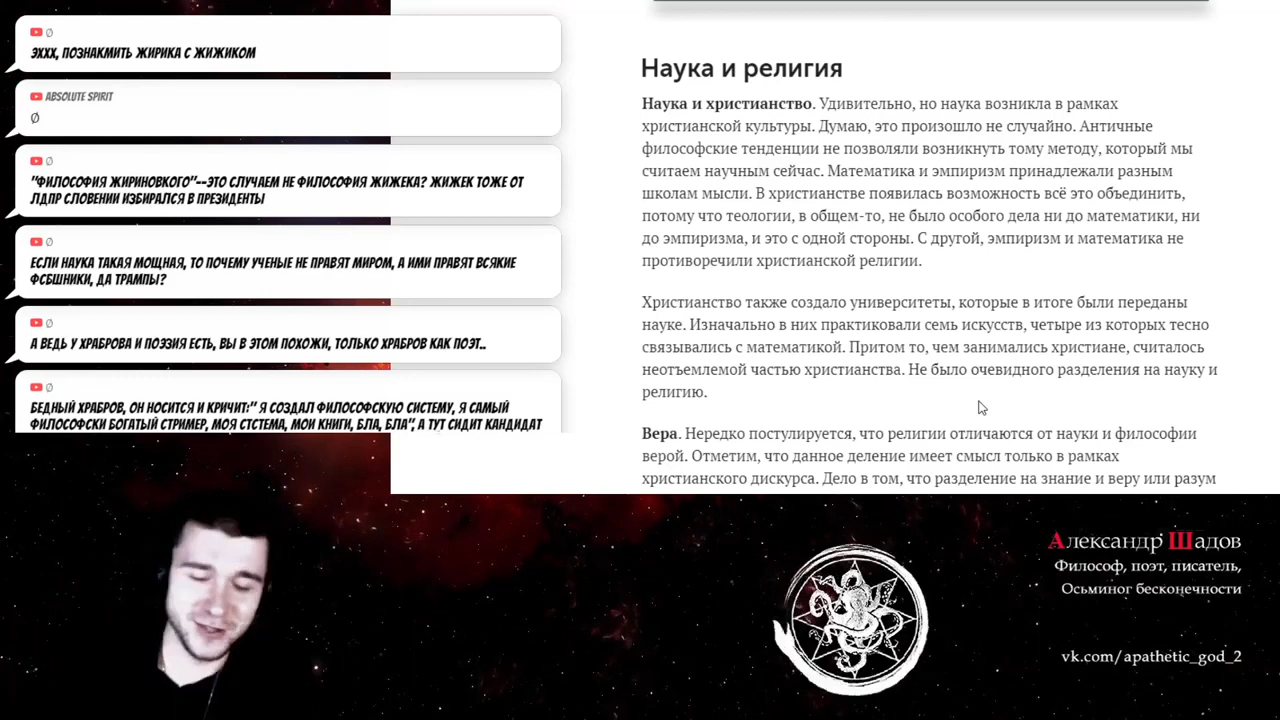 Ø
ЭХХХ, ПОЗНАКМИТЬ ЖИРИКА С ЖИЖИКОМ
ABSOLUTE SPIRIT
Ø
Ø
"ФИЛОСОФИЯ ЖИРИНОВКОГО"--ЭТО СЛУЧАЕМ НЕ ФИЛОСОФИЯ ЖИЖЕКА? ЖИЖЕК ТОЖЕ ОТ
ЛДПР СЛОВЕНИИ ИЗБИРАЛСЯ В ПРЕЗИДЕНТЫ
Ø
ЕСЛИ НАУКА ТАКАЯ МОЩНАЯ, ТО ПОЧЕМУ УЧЕНЫЕ НЕ ПРАВЯТ МИРОМ, А ИМИ ПРАВЯТ ВСЯКИЕ
ФСБШНИКИ, ДА ТРАМПЫ?
Ø
А ВЕДЬ У ХРАБРОВА И ПОЭЗИЯ ЕСТЬ, ВЫ В ЭТОМ ПОХОЖИ, ТОЛЬКО ХРАБРОВ КАК ПОЭТ..
Ø
БЕДНЫЙ ХРАБРОВ, ОН НОСИТСЯ И КРИЧИТ:" Я СОЗДАЛ ФИЛОСОФСКУЮ СИСТЕМУ, Я САМЫЙ
ФИЛОСОФСКИ БОГАТЫЙ СТРИМЕР, МОЯ СТСТЕМА, МОИ КНИГИ, БЛА, БЛА", А ТУТ СИДИТ КАНДИДАТ
Наука и религия
Наука и христианство. Удивительно, но наука возникла в рамках
христианской культуры. Думаю, это произошло не случайно. Античные
философские тенденции не позволяли возникнуть тому методу, который мы
считаем научным сейчас. Математика и эмпиризм принадлежали разным
школам мысли. В христианстве появилась возможность всё это объединить,
потому что теологии, в общем-то, не было особого дела ни до математики, ни
до эмпиризма, и это с одной стороны. С другой, эмпиризм и математика не
противоречили христианской религии.
Христианство также создало университеты, которые в итоге были переданы
науке. Изначально в них практиковали семь искусств, четыре из которых тесно
связывались с математикой. Притом то, чем занимались христиане, считалось
неотъемлемой частью христианства. Не было очевидного разделения на науку и
религию.
Вера. Нередко постулируется, что религии отличаются от науки и философии
верой. Отметим, что данное деление имеет смысл только в рамках
христианского дискурса. Дело в том, что разделение на знание и веру или разум
Александр Шадов
Философ, поэт, писатель,
Осьминог бесконечности
vk.com/apathetic_god_2